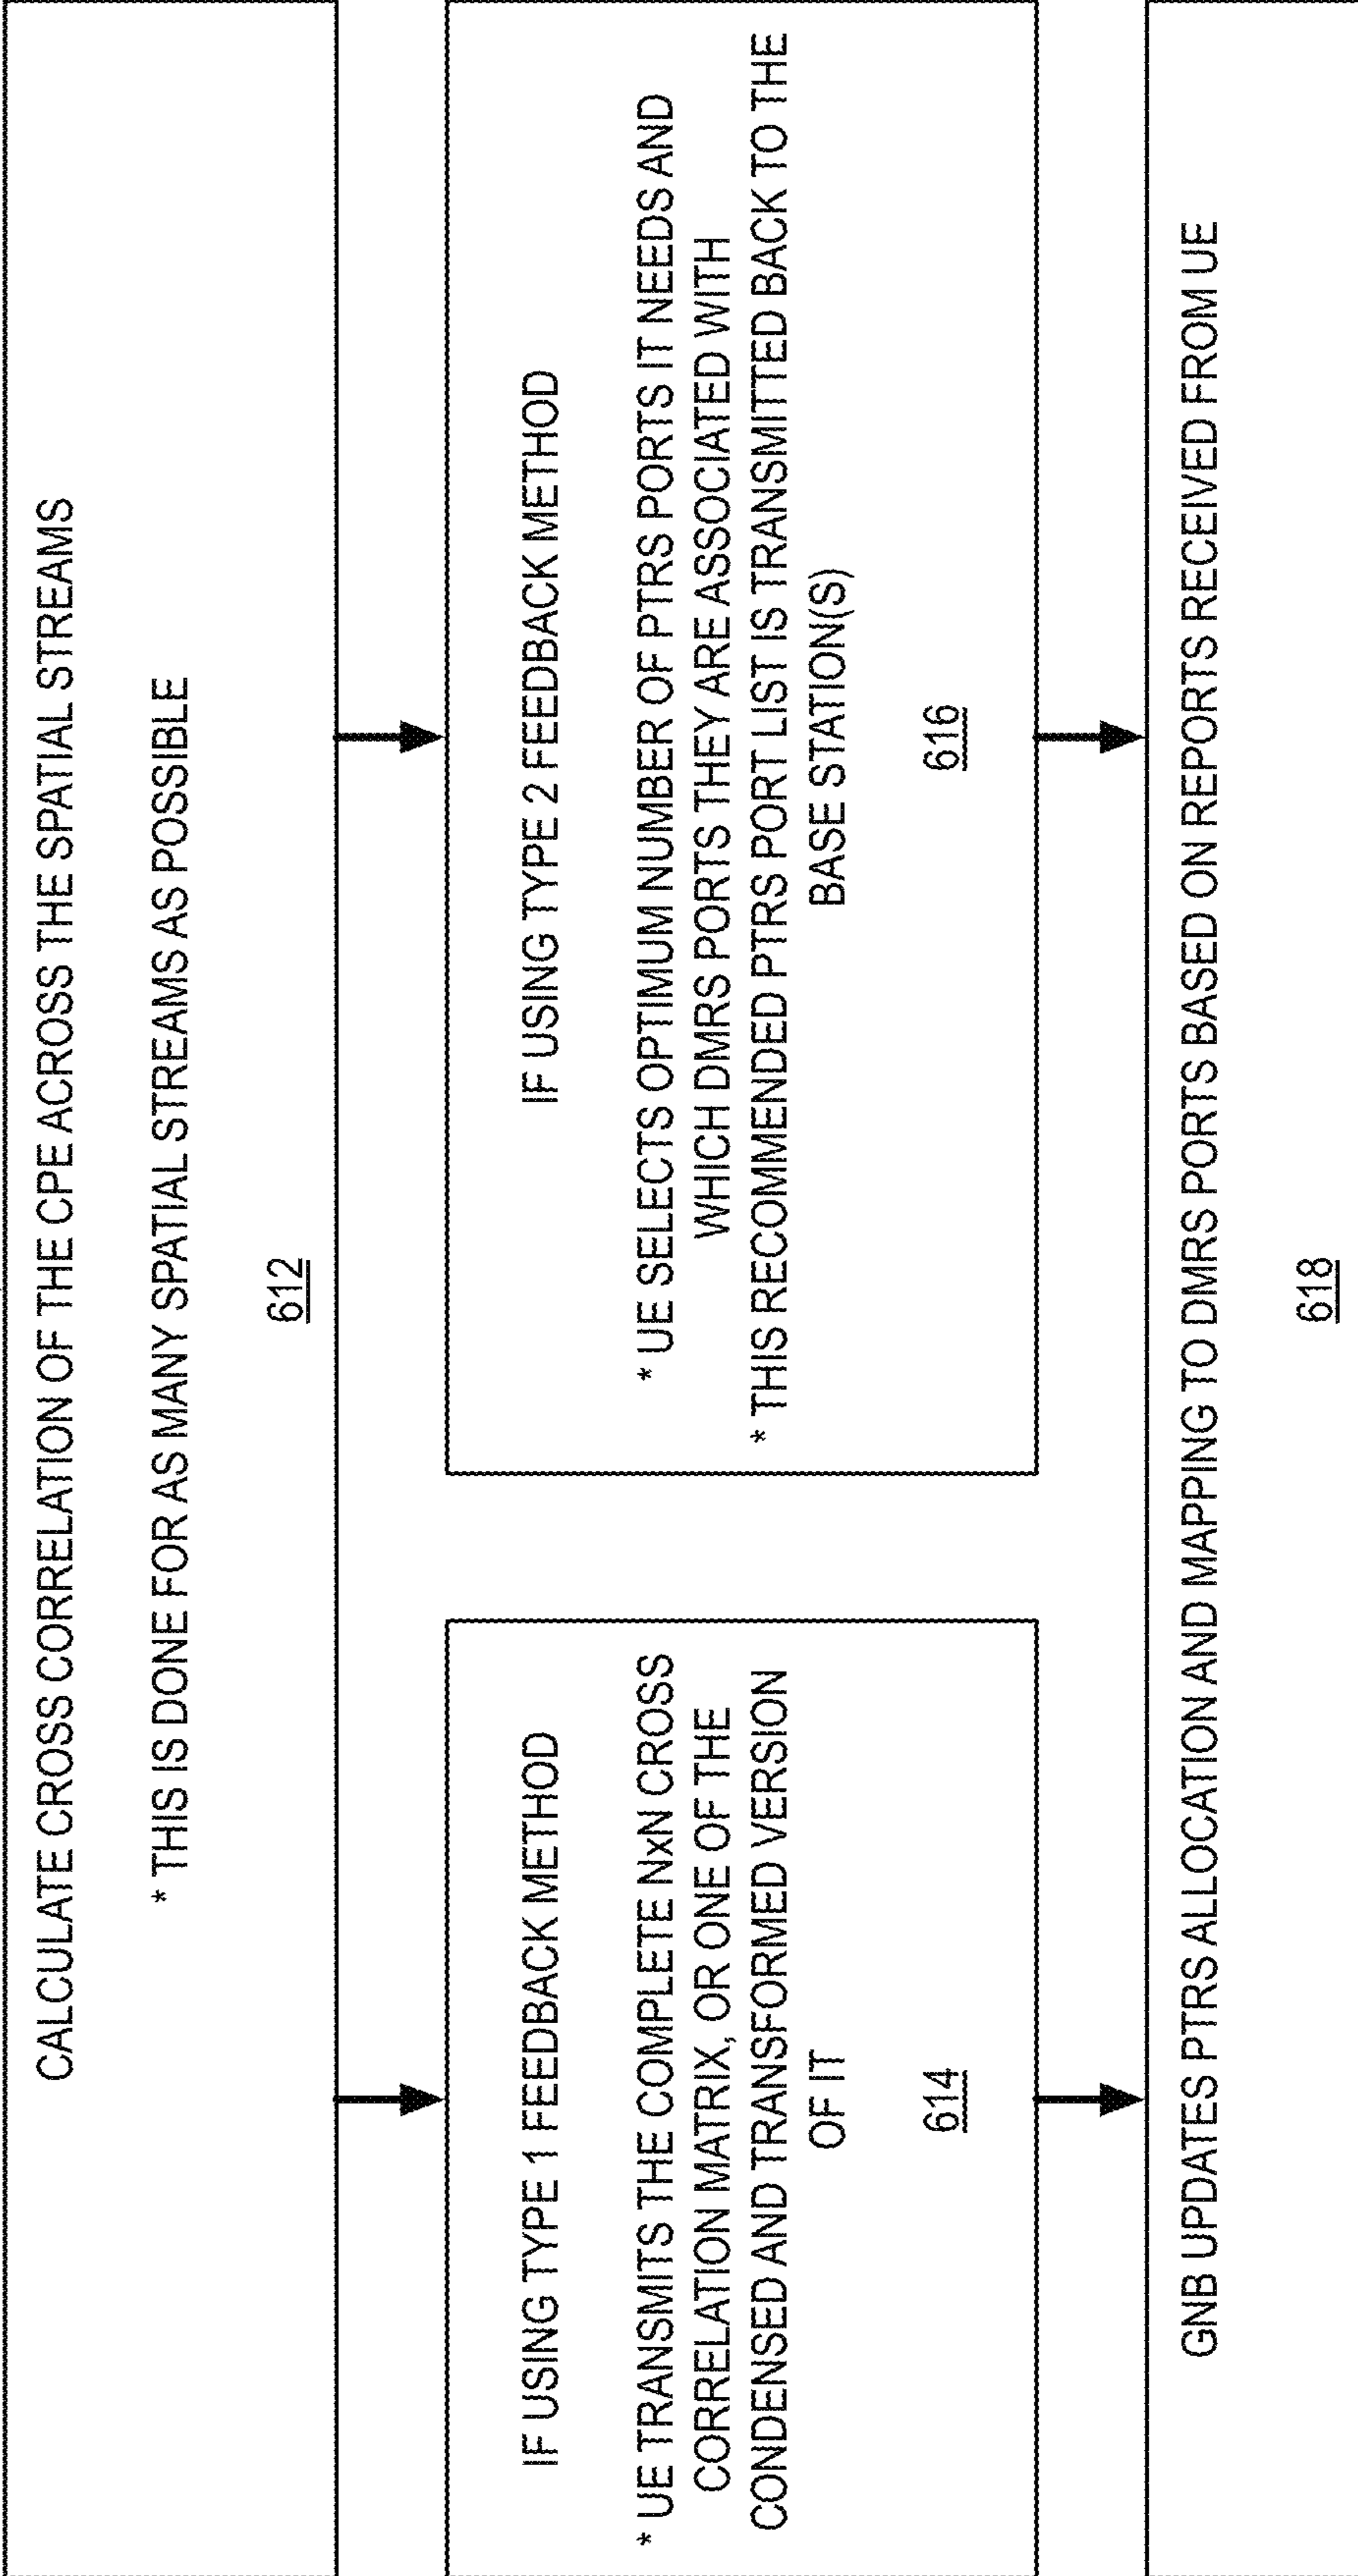 CALCULATE CROSS CORRELATION OF THE CPE ACROSS THE SPATIAL STREAMS
* THIS IS DONE FOR AS MANY SPATIAL STREAMS AS POSSIBLE
612
IF USING TYPE 1 FEEDBACK METHOD
* UE TRANSMITS THE COMPLETE NxN CROSS
CORRELATION MATRIX, OR ONE OF THE
CONDENSED AND TRANSFORMED VERSION
OF IT
614
IF USING TYPE 2 FEEDBACK METHOD
* UE SELECTS OPTIMUM NUMBER OF PTRS PORTS IT NEEDS AND
WHICH DMRS PORTS THEY ARE ASSOCIATED WITH
* THIS RECOMMENDED PTRS PORT LIST IS TRANSMITTED BACK TO THE
BASE STATION(S)
616
GNB UPDATES PTRS ALLOCATION AND MAPPING TO DMRS PORTS BASED ON REPORTS RECEIVED FROM UE
618